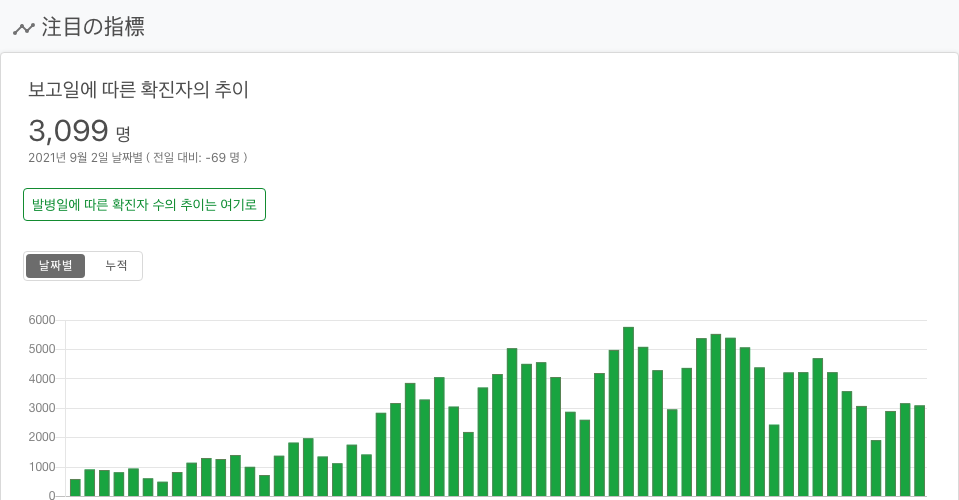 注目の指標
보고일에 따른 확진자의 추이
3,099 명
2021년 9월 2일 날짜별 ( 전일 대비: -69 명 )
발병일에 따른 확진자 수의 추이는 여기로
날짜별 누적
6000
5000
4000
3000
2000
1000
0